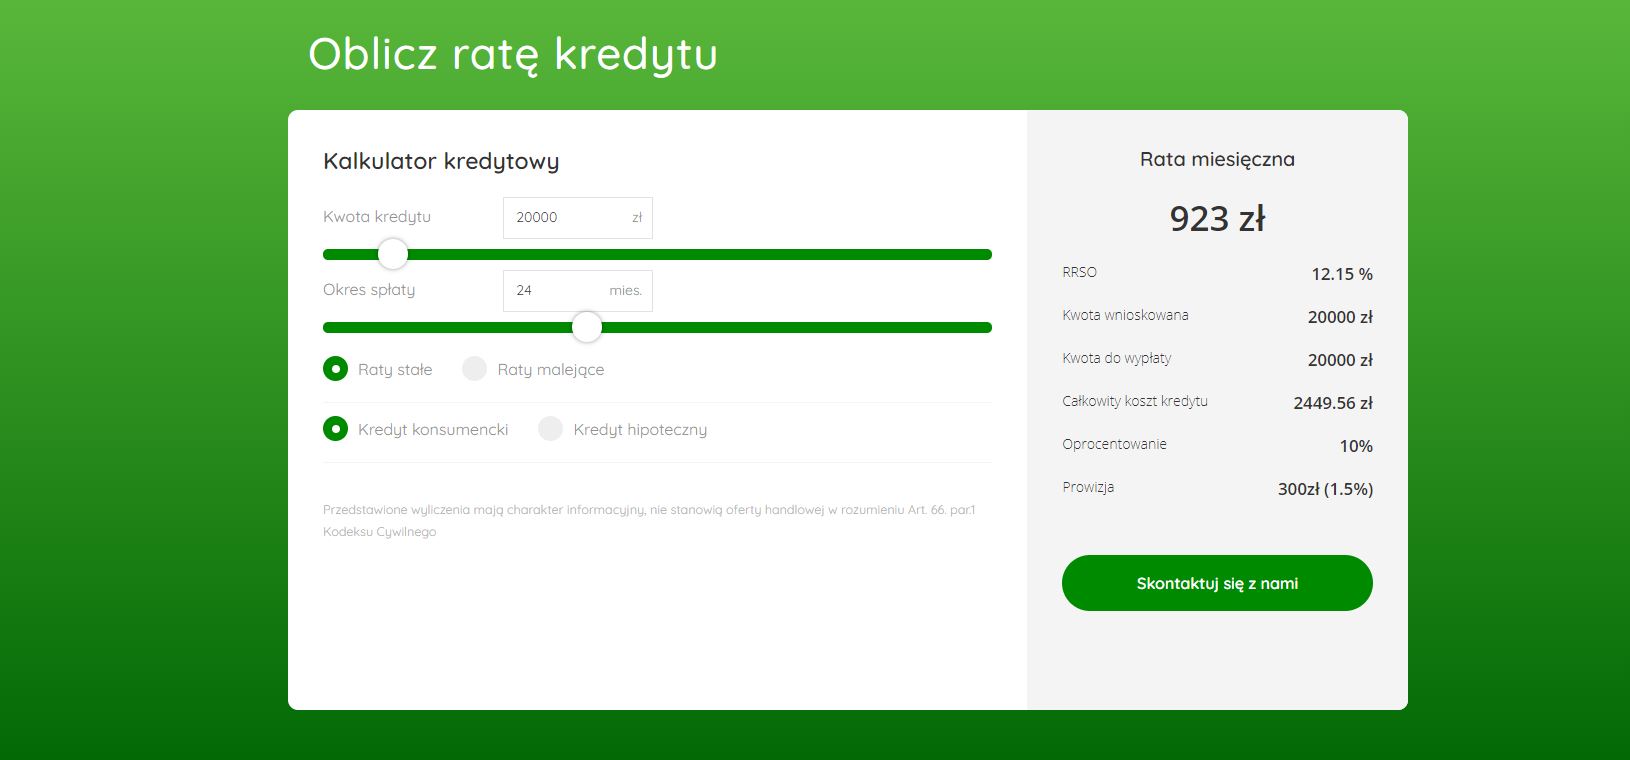 Oblicz ratę kredytu
Kalkulator kredytowy
Kwota kredytu 20000 zł
Okres spłaty 24 mies.
Raty stałe Raty malejące
Kredyt konsumencki Kredyt hipoteczny
Przedstawione wyliczenia mają charakter informacyjny, nie stanowią oferty handlowej w rozumieniu Art. 66. par.1
Kodeksu Cywilnego
Rata miesięczna
923 zł
RRSO 12.15 %
Kwota wnioskowana 20000 zł
Kwota do wypłaty 20000 zł
Całkowity koszt kredytu 2449.56 zł
Oprocentowanie 10%
Prowizja 300zł (1.5%)
Skontaktuj się z nami